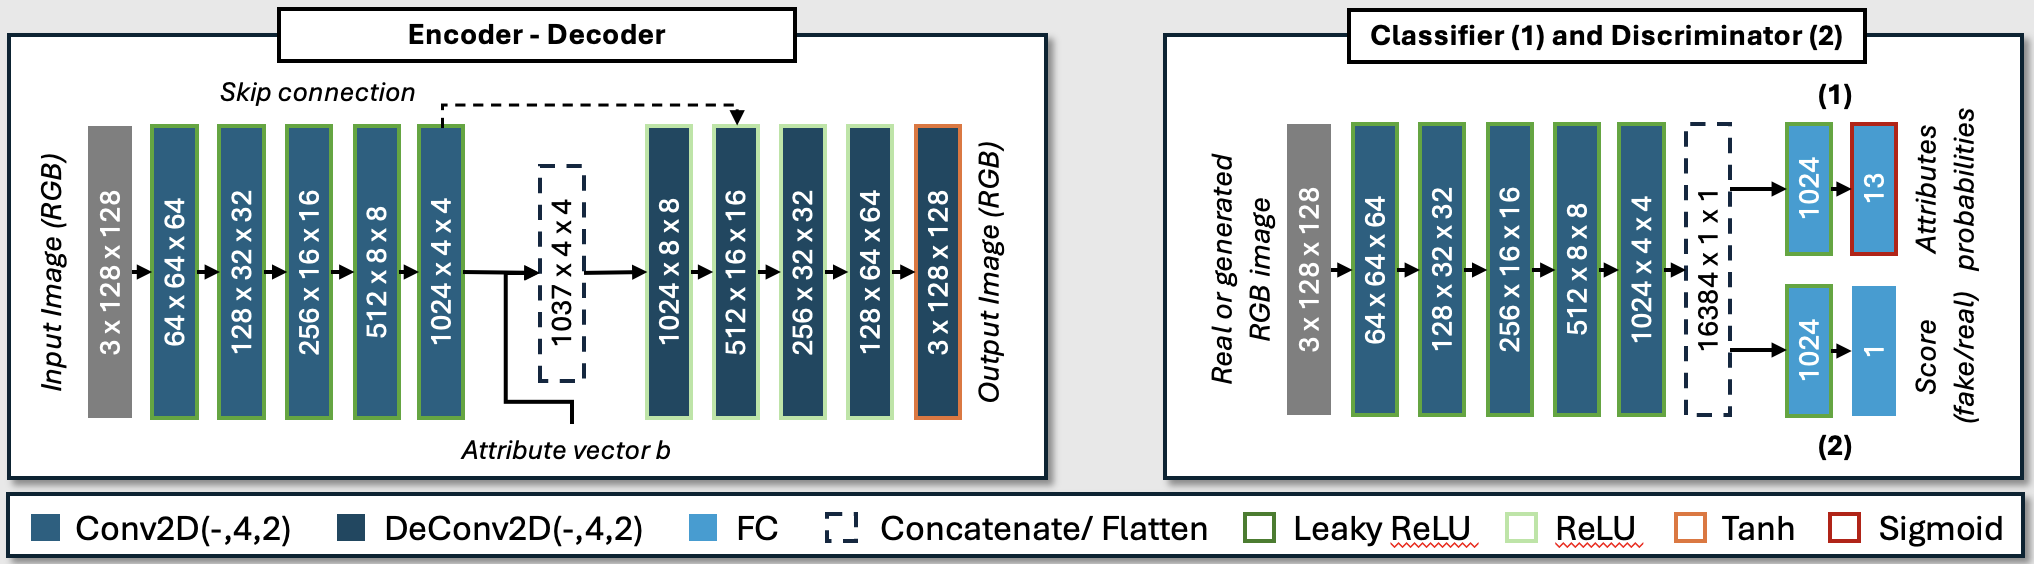 Encoder - Decoder
Skip connection
Input Image (RGB)
3 x 128 x 128
64 x 64 x 64
128 x 32 x 32
256 x 16 x 16
512 x 8 x 8
1024 x 4 x 4
1037 x 4 x 4
1024 x 8 x 8
512 x 16 x 16
256 x 32 x 32
128 x 64 x 64
3 x 128 x 128
Output Image (RGB)
Attribute vector b
Classifier (1) and Discriminator (2)
Real or generated
RGB image
3 x 128 x 128
64 x 64 x 64
128 x 32 x 32
256 x 16 x 16
512 x 8 x 8
1024 x 4 x 4
16384 x 1 x 1
(1)
1024
13
Attributes
probabilities
1024
1
Score
(fake/real)
(2)
Conv2D(-,4,2)
DeConv2D(-,4,2)
FC
Concatenate/ Flatten
Leaky ReLU
ReLU
Tanh
Sigmoid